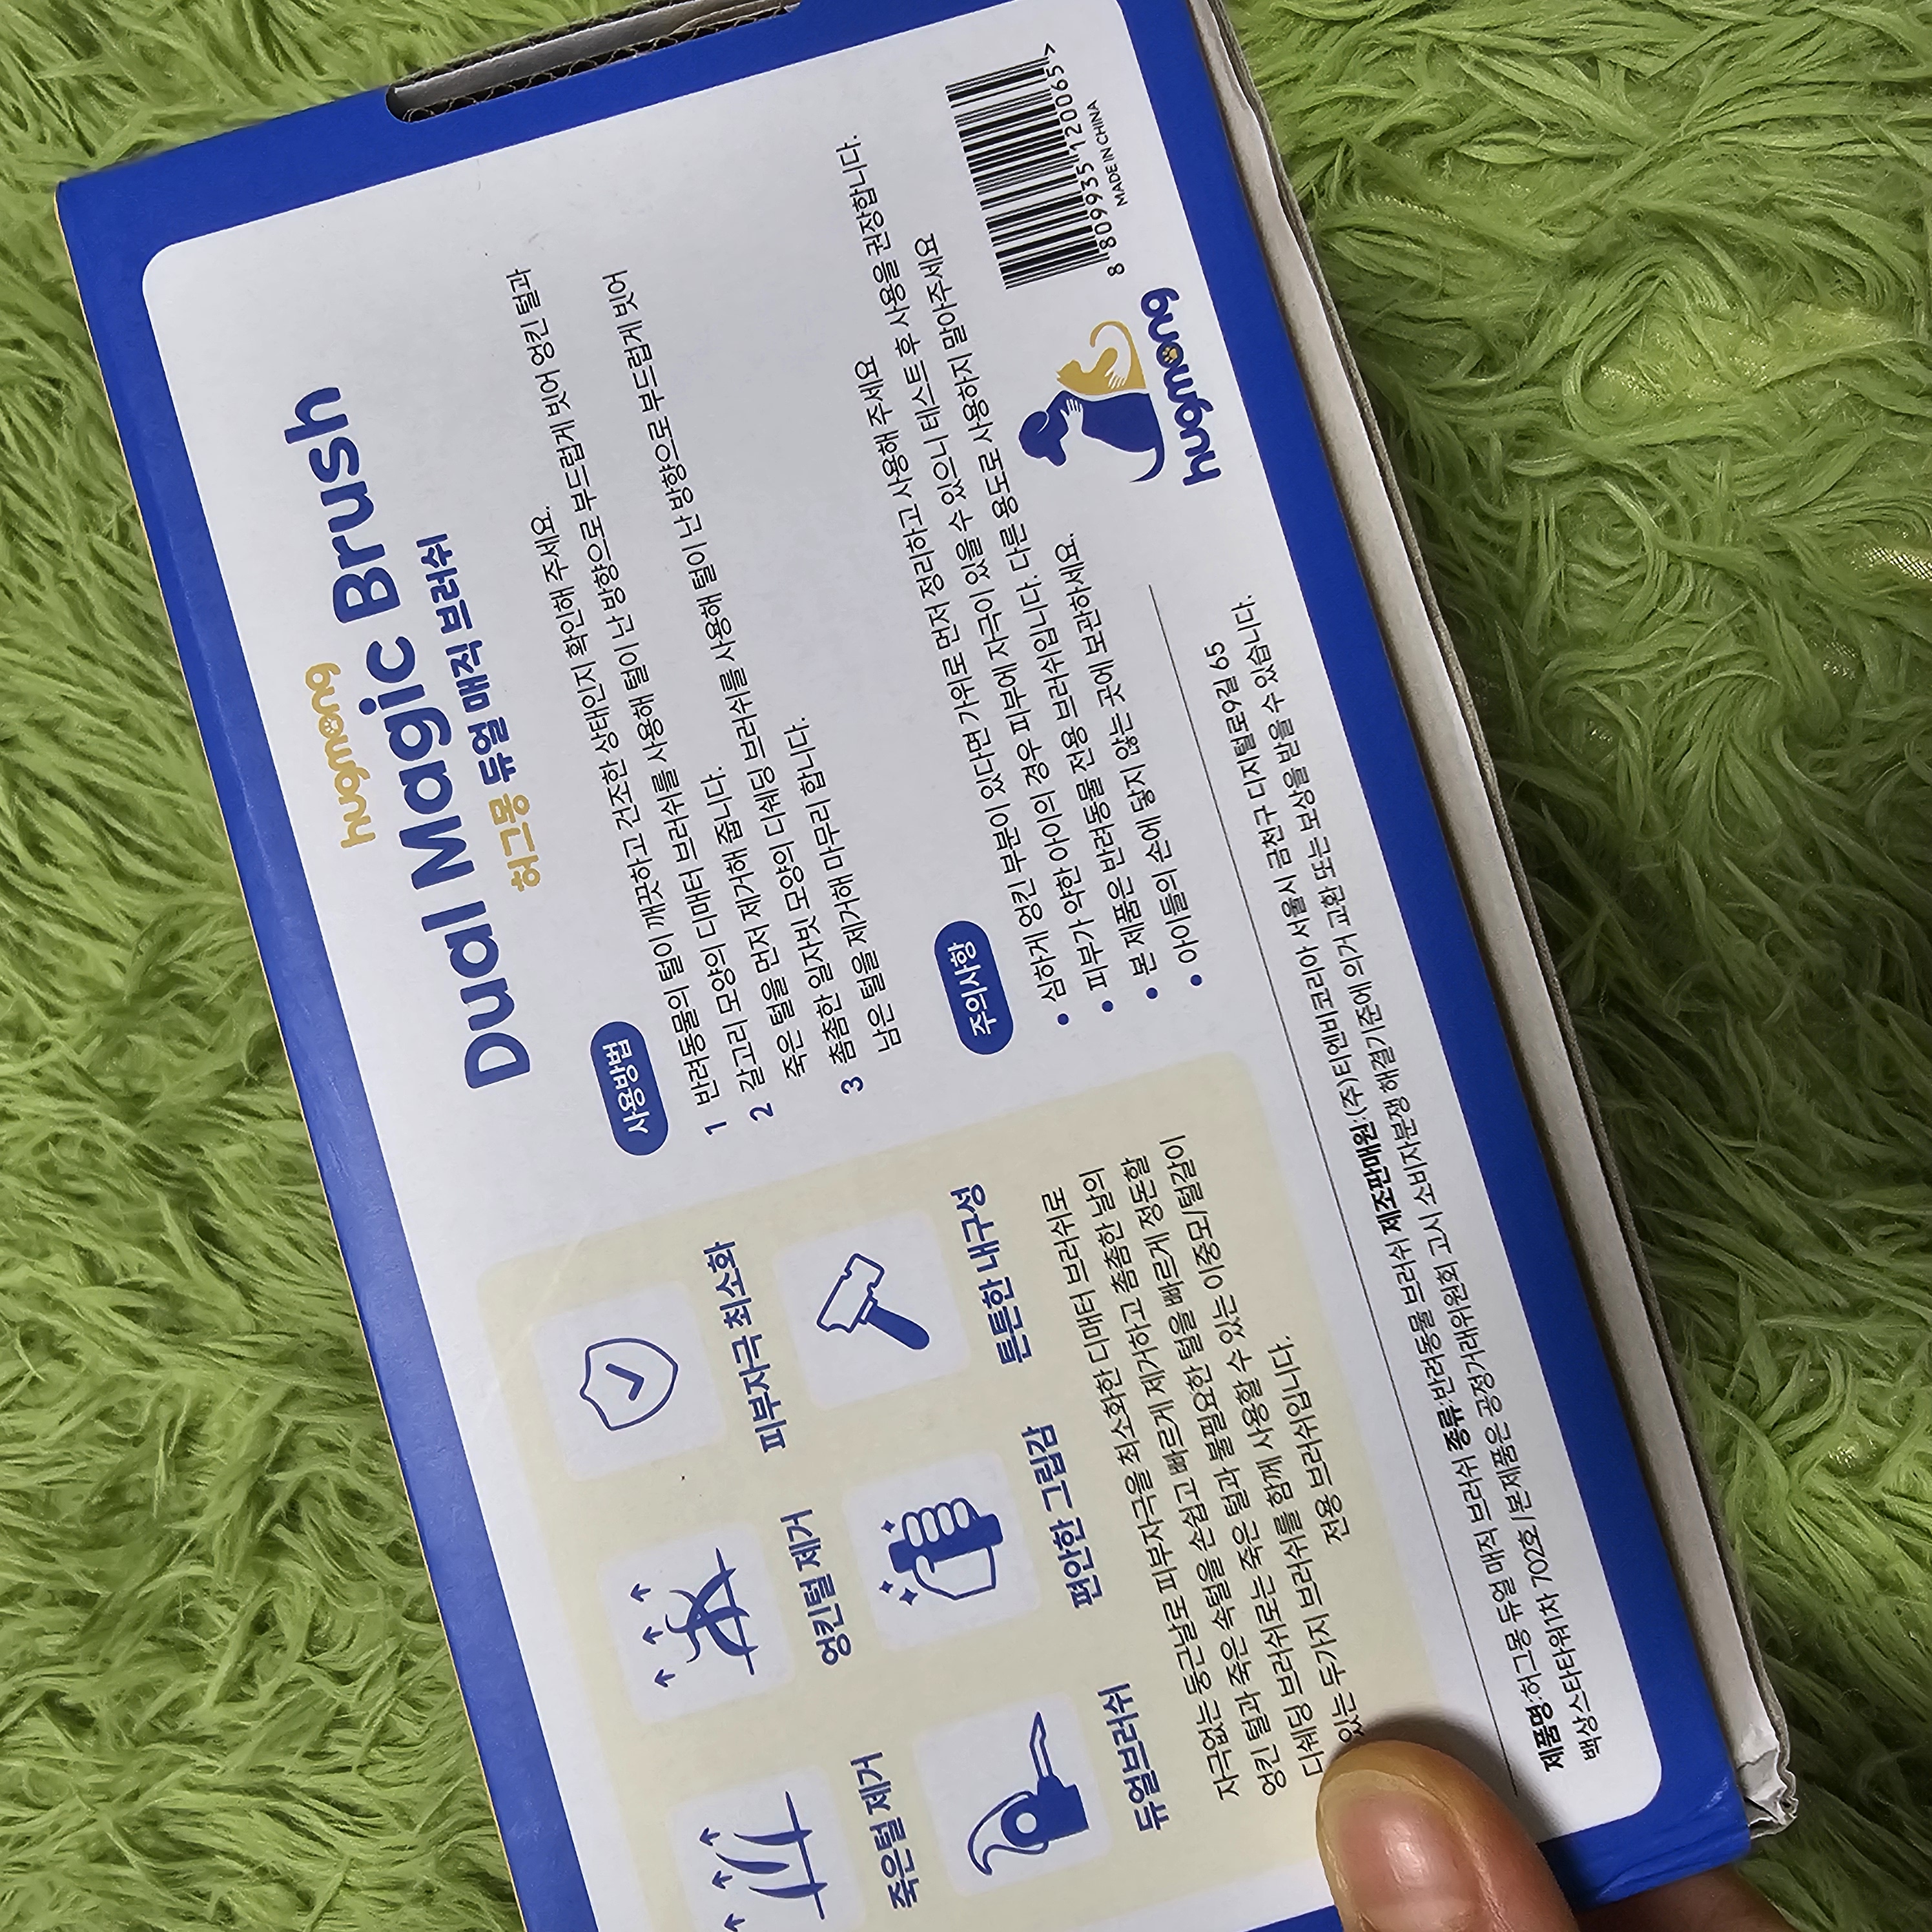 hugmong
Dual Magic Brush
허그몽 듀얼 매직 브러쉬
죽은털 제거
엉킨털 제거
피부자극 최소화
듀얼브러쉬
편안한 그립감
튼튼한 내구성
자극없는 둥근날로 피부자극을 최소화한 디매터 브러쉬로
엉킨 털과 죽은 속털을 손쉽고 빠르게 제거하고 촘촘한 날의
디쉐딩 브러쉬로는 죽은 털과 불필요한 털을 빠르게 정돈할
있는 두가지 브러쉬를 함께 사용할 수 있는 이중모/털갈이
전용 브러쉬입니다.
사용방법
1 반려동물의 털이 깨끗하고 건조한 상태인지 확인해 주세요.
2 갈고리 모양의 디매터 브러쉬를 사용해 털이 난 방향으로 부드럽게 빗어 엉킨 털과
죽은 털을 먼저 제거해 줍니다.
3 촘촘한 일자빗 모양의 디쉐딩 브러쉬를 사용해 털이 난 방향으로 부드럽게 빗어
남은 털을 제거해 마무리 합니다.
주의사항
• 심하게 엉킨 부분이 있다면 가위로 먼저 정리하고 사용해 주세요
• 피부가 약한 아이의 경우 피부에 자극이 있을 수 있으니 테스트 후 사용을 권장합니다.
• 본 제품은 반려동물 전용 브러쉬입니다. 다른 용도로 사용하지 말아주세요
• 아이들의 손에 닿지 않는 곳에 보관하세요.
제품명:허그몽 듀얼 매직 브러쉬 종류:반려동물 브러쉬 제조판매원:(주)티엔비코리아 서울시 금천구 디지털로9길 65
백상스타타워1차 702호/본제품은 공정거래위원회 고시 소비자분쟁 해결기준에 의거 교환 또는 보상을 받을 수 있습니다.
hugmong
8 809935 120065 >
MADE IN CHINA